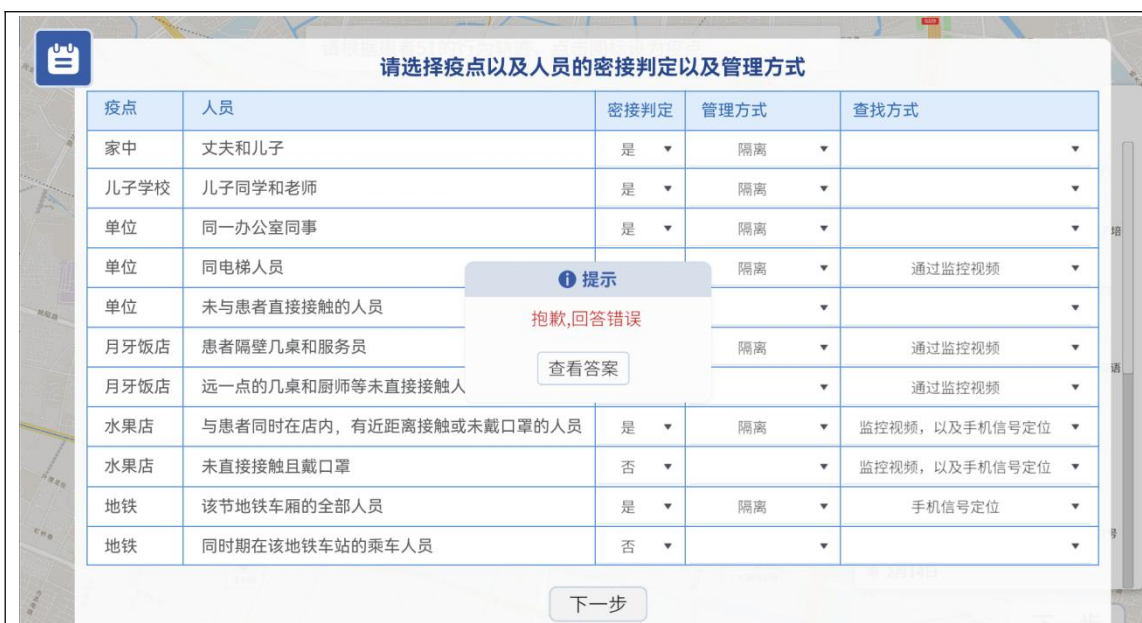 请选择疫点以及人员的密接判定以及管理方式
疫点 人员 密接判定 管理方式 查找方式
家中 丈夫和儿子 是 隔离
儿子学校 儿子同学和老师 是 隔离
单位 同一办公室同事 是 隔离
单位 同电梯人员 隔离 通过监控视频
单位 未与患者直接接触的人员
月牙饭店 患者隔壁几桌和服务员 隔离 通过监控视频
月牙饭店 远一点的几桌和厨师等未直接接触人 通过监控视频
水果店 与患者同时在店内，有近距离接触或未戴口罩的人员 是 隔离 监控视频，以及手机信号定位
水果店 未直接接触且戴口罩 否 监控视频，以及手机信号定位
地铁 该节地铁车厢的全部人员 是 隔离 手机信号定位
地铁 同时期在该地铁车站的乘车人员 否
提示
抱歉,回答错误
查看答案
下一步